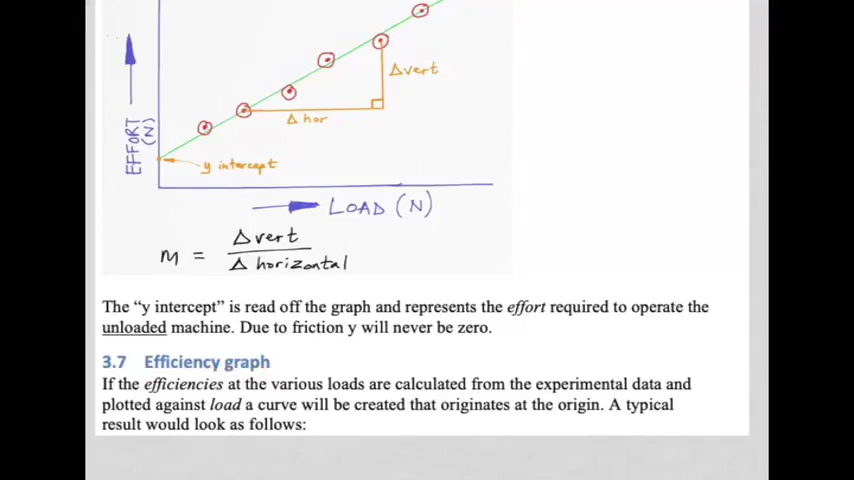 Δvert
EFFORT (N)
Δ hor
y intercept
LOAD (N)
M = Δvert
Δ horizontal
The “y intercept” is read off the graph and represents the effort required to operate the
unloaded machine. Due to friction y will never be zero.
3.7 Efficiency graph
If the efficiencies at the various loads are calculated from the experimental data and
plotted against load a curve will be created that originates at the origin. A typical
result would look as follows: